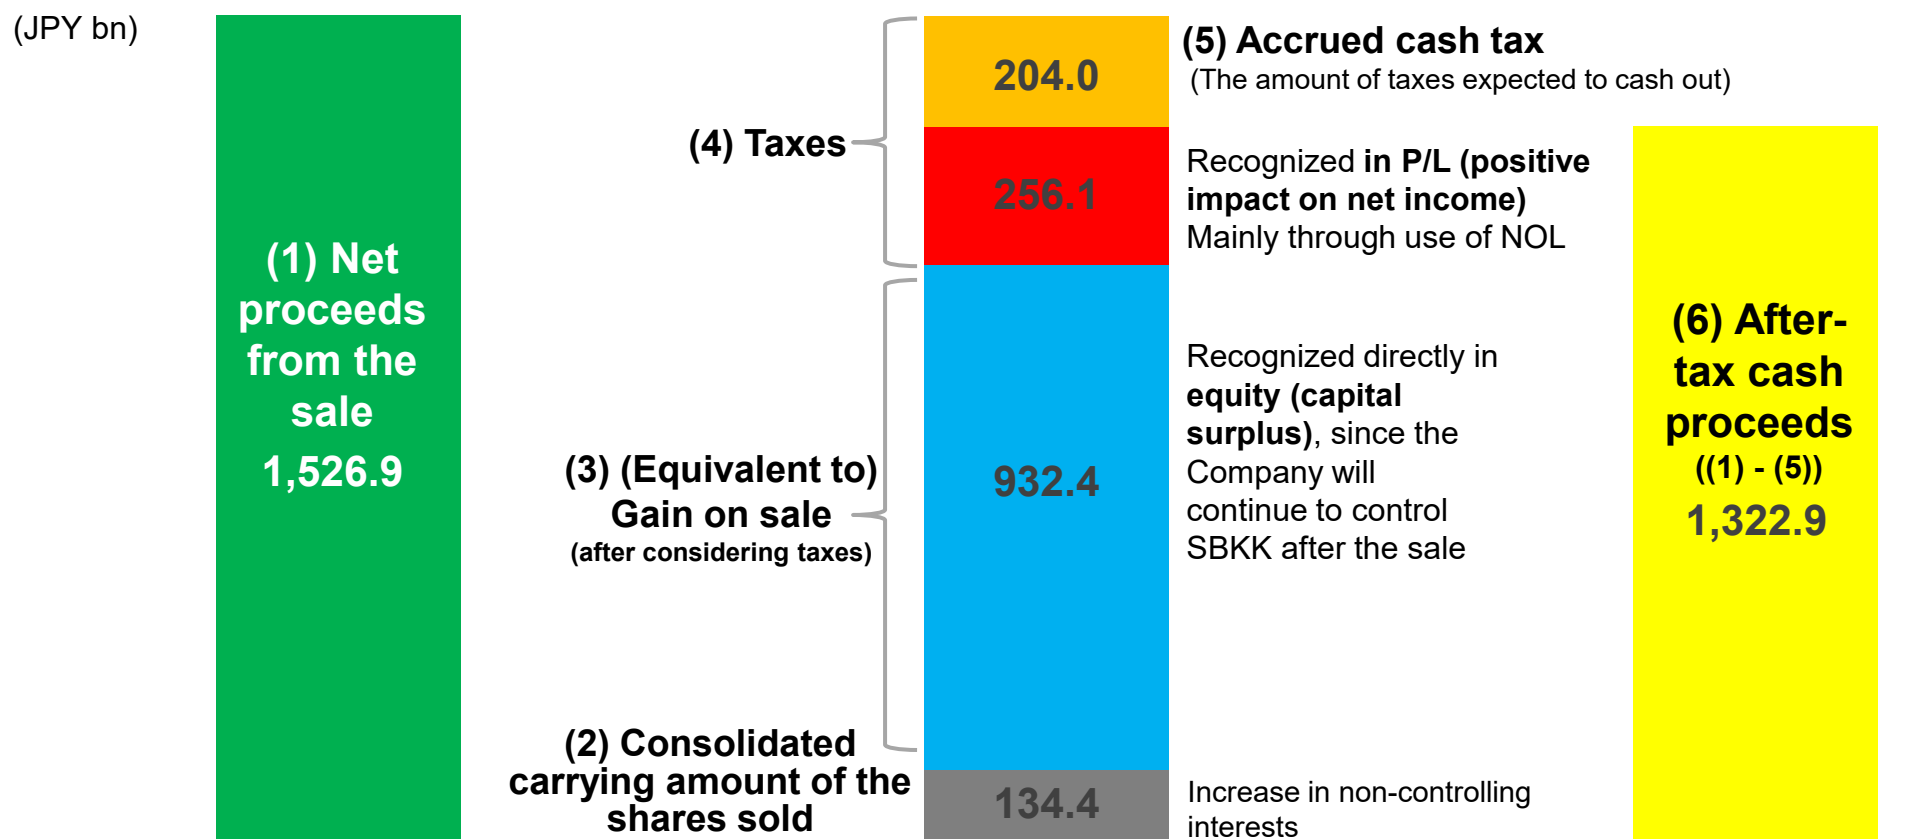 (JPY bn)
(1) Net
proceeds
from the
sale
1,526.9
(4) Taxes
(3) (Equivalent to)
Gain on sale
(after considering taxes)
(2) Consolidated
carrying amount of the
shares sold
204.0
256.1
932.4
134.4
(5) Accrued cash tax
(The amount of taxes expected to cash out)
Recognized in P/L (positive
impact on net income)
Mainly through use of NOL
Recognized directly in
equity (capital
surplus), since the
Company will
continue to control
SBKK after the sale
Increase in non-controlling
interests
(6) After-
tax cash
proceeds
((1) - (5))
1,322.9